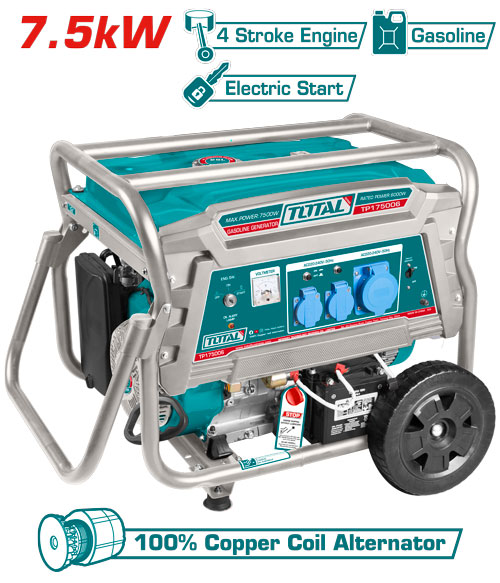 7.5kW
4 Stroke Engine
Gasoline
Electric Start
MAX POWER 7500W
TOTAL
RATED POWER 6000W
GASOLINE GENERATOR
TP175006
VOLTMETER
TOTAL
TP175006
STOP
100% Copper Coil Alternator